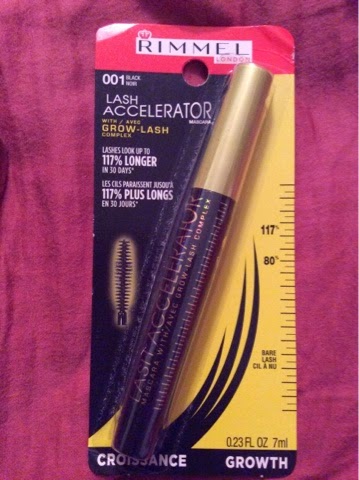 RIMMEL
LONDON
001 BLACK
NOIR
LASH
ACCELERATOR
MASCARA
WITH / AVEC
GROW-LASH
COMPLEX
LASHES LOOK UP TO
117% LONGER
IN 30 DAYS*
LES CILS PARAISSENT JUSQU'À
117% PLUS LONGS
EN 30 JOURS*
LASH ACCELERATOR
MASCARA WITH/AVEC GROW-LASH COMPLEX
117%
80%
BARE
LASH
CIL À NU
0.23 FL OZ 7ml
CROISSANCE GROWTH